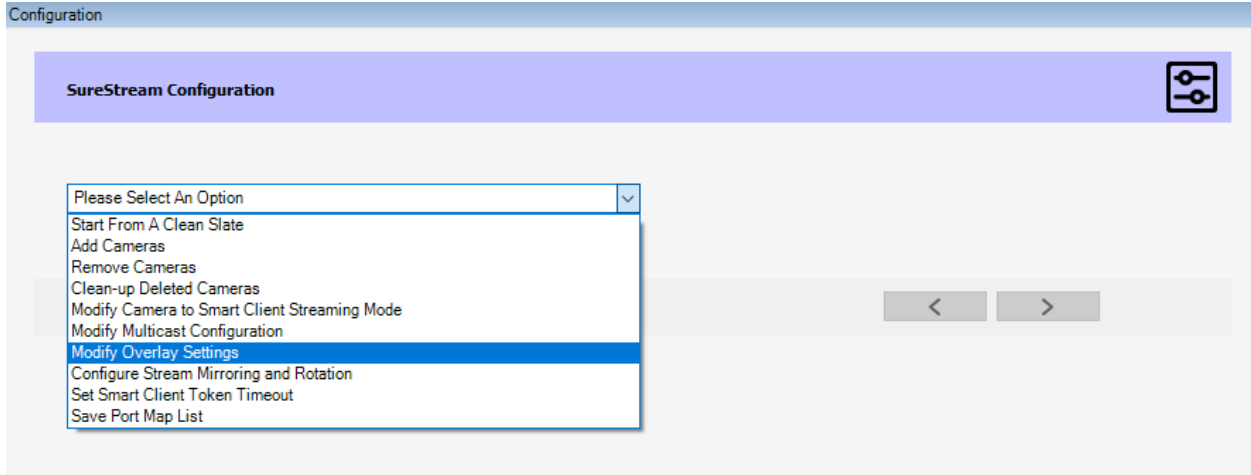 Configuration
SureStream Configuration
Please Select An Option
Start From A Clean Slate
Add Cameras
Remove Cameras
Clean-up Deleted Cameras
Modify Camera to Smart Client Streaming Mode
Modify Multicast Configuration
Modify Overlay Settings
Configure Stream Mirroring and Rotation
Set Smart Client Token Timeout
Save Port Map List